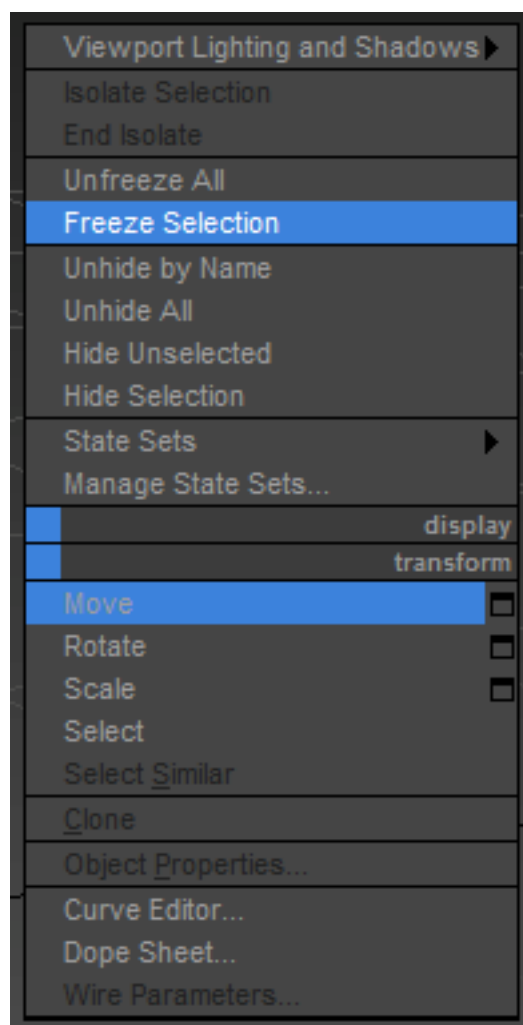 Viewport Lighting and Shadows
Isolate Selection
End Isolate
Unfreeze All
Freeze Selection
Unhide by Name
Unhide All
Hide Unselected
Hide Selection
State Sets
Manage State Sets...
display
transform
Move
Rotate
Scale
Select
Select Similar
Clone
Object Properties...
Curve Editor...
Dope Sheet...
Wire Parameters...